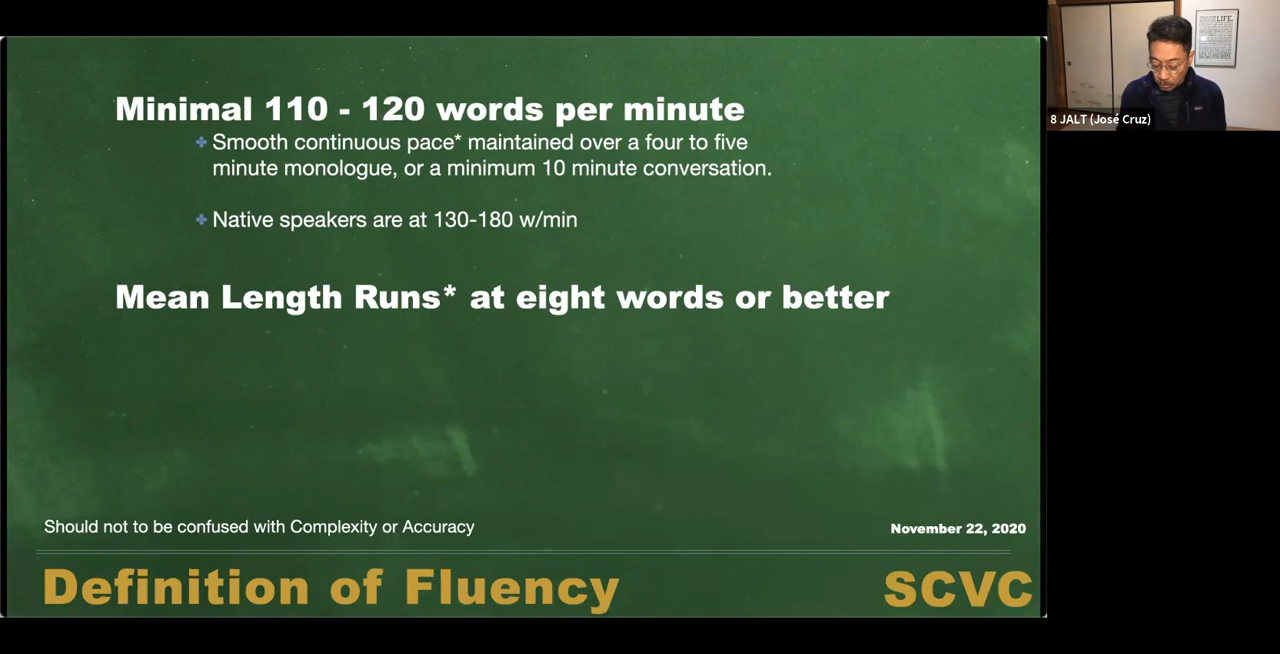 Minimal 110 - 120 words per minute
Smooth continuous pace* maintained over a four to five
minute monologue, or a minimum 10 minute conversation.
Native speakers are at 130-180 w/min
Mean Length Runs* at eight words or better
Should not to be confused with Complexity or Accuracy
November 22, 2020
Definition of Fluency
SCVC
LIFE.
8 JALT (José Cruz)